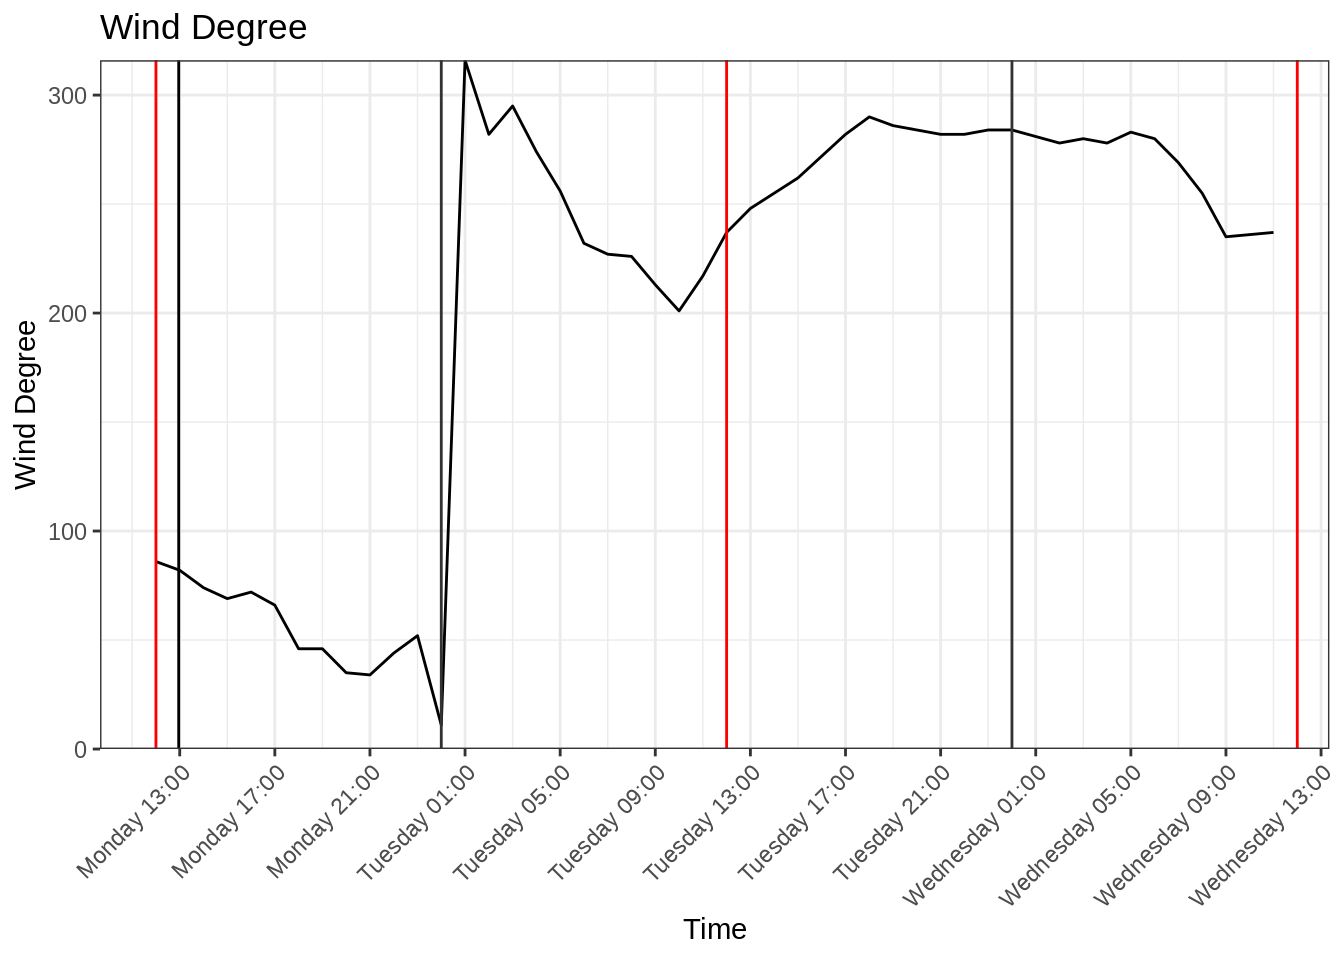 Wind Degree
Wind Degree
300
200
100
0
Monday 13:00
Monday 17:00
Monday 21:00
Tuesday 01:00
Tuesday 05:00
Tuesday 09:00
Tuesday 13:00
Tuesday 17:00
Tuesday 21:00
Wednesday 01:00
Wednesday 05:00
Wednesday 09:00
Wednesday 13:00
Time